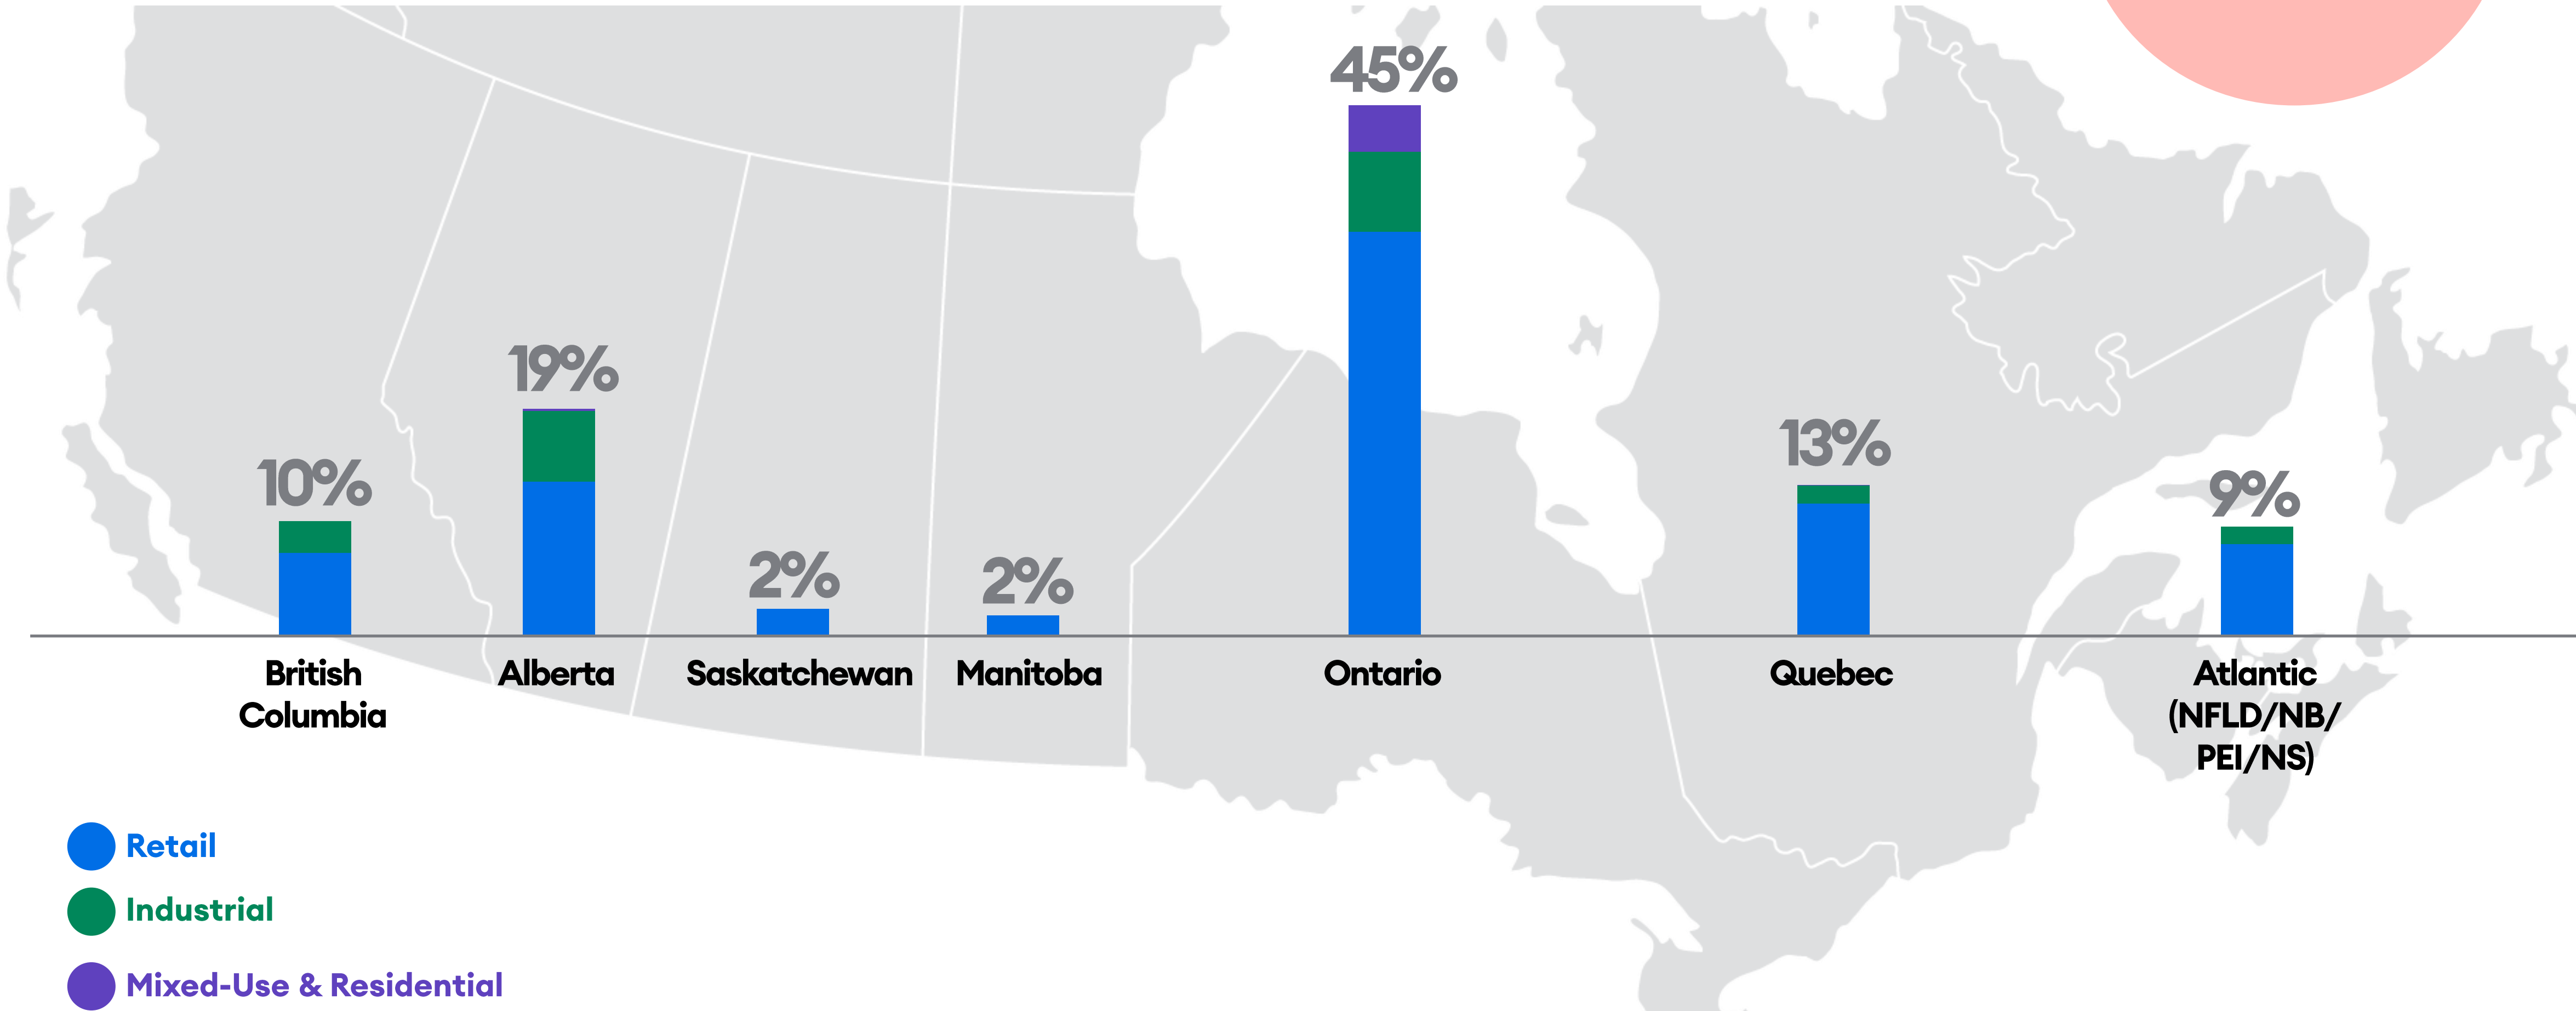 45%
19%
13%
10%
9%
2%
2%
British
Columbia
Alberta
Saskatchewan
Manitoba
Ontario
Quebec
Atlantic
(NFLD/NB/
PEI/NS)
Retail
Industrial
Mixed-Use & Residential